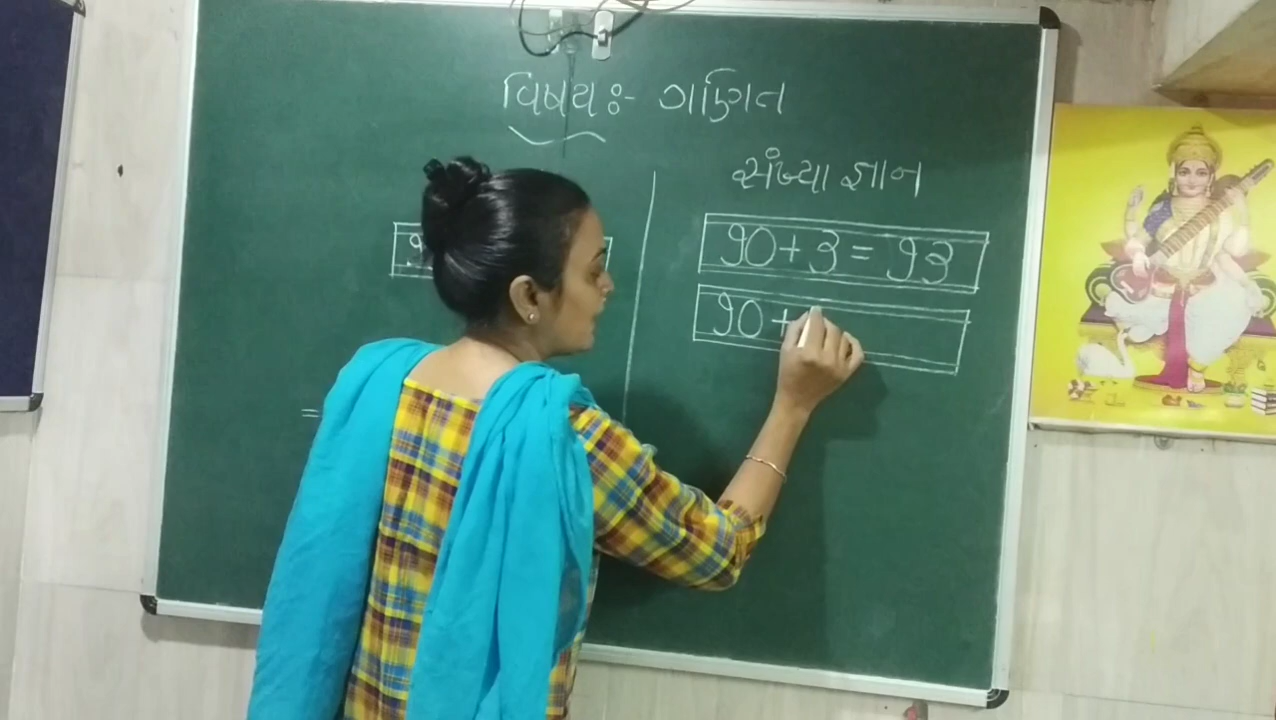 વિષય :- ગણિત
સંખ્યા જ્ઞાન
૧૦ + ૩ = ૧૩
૧૦ +
=